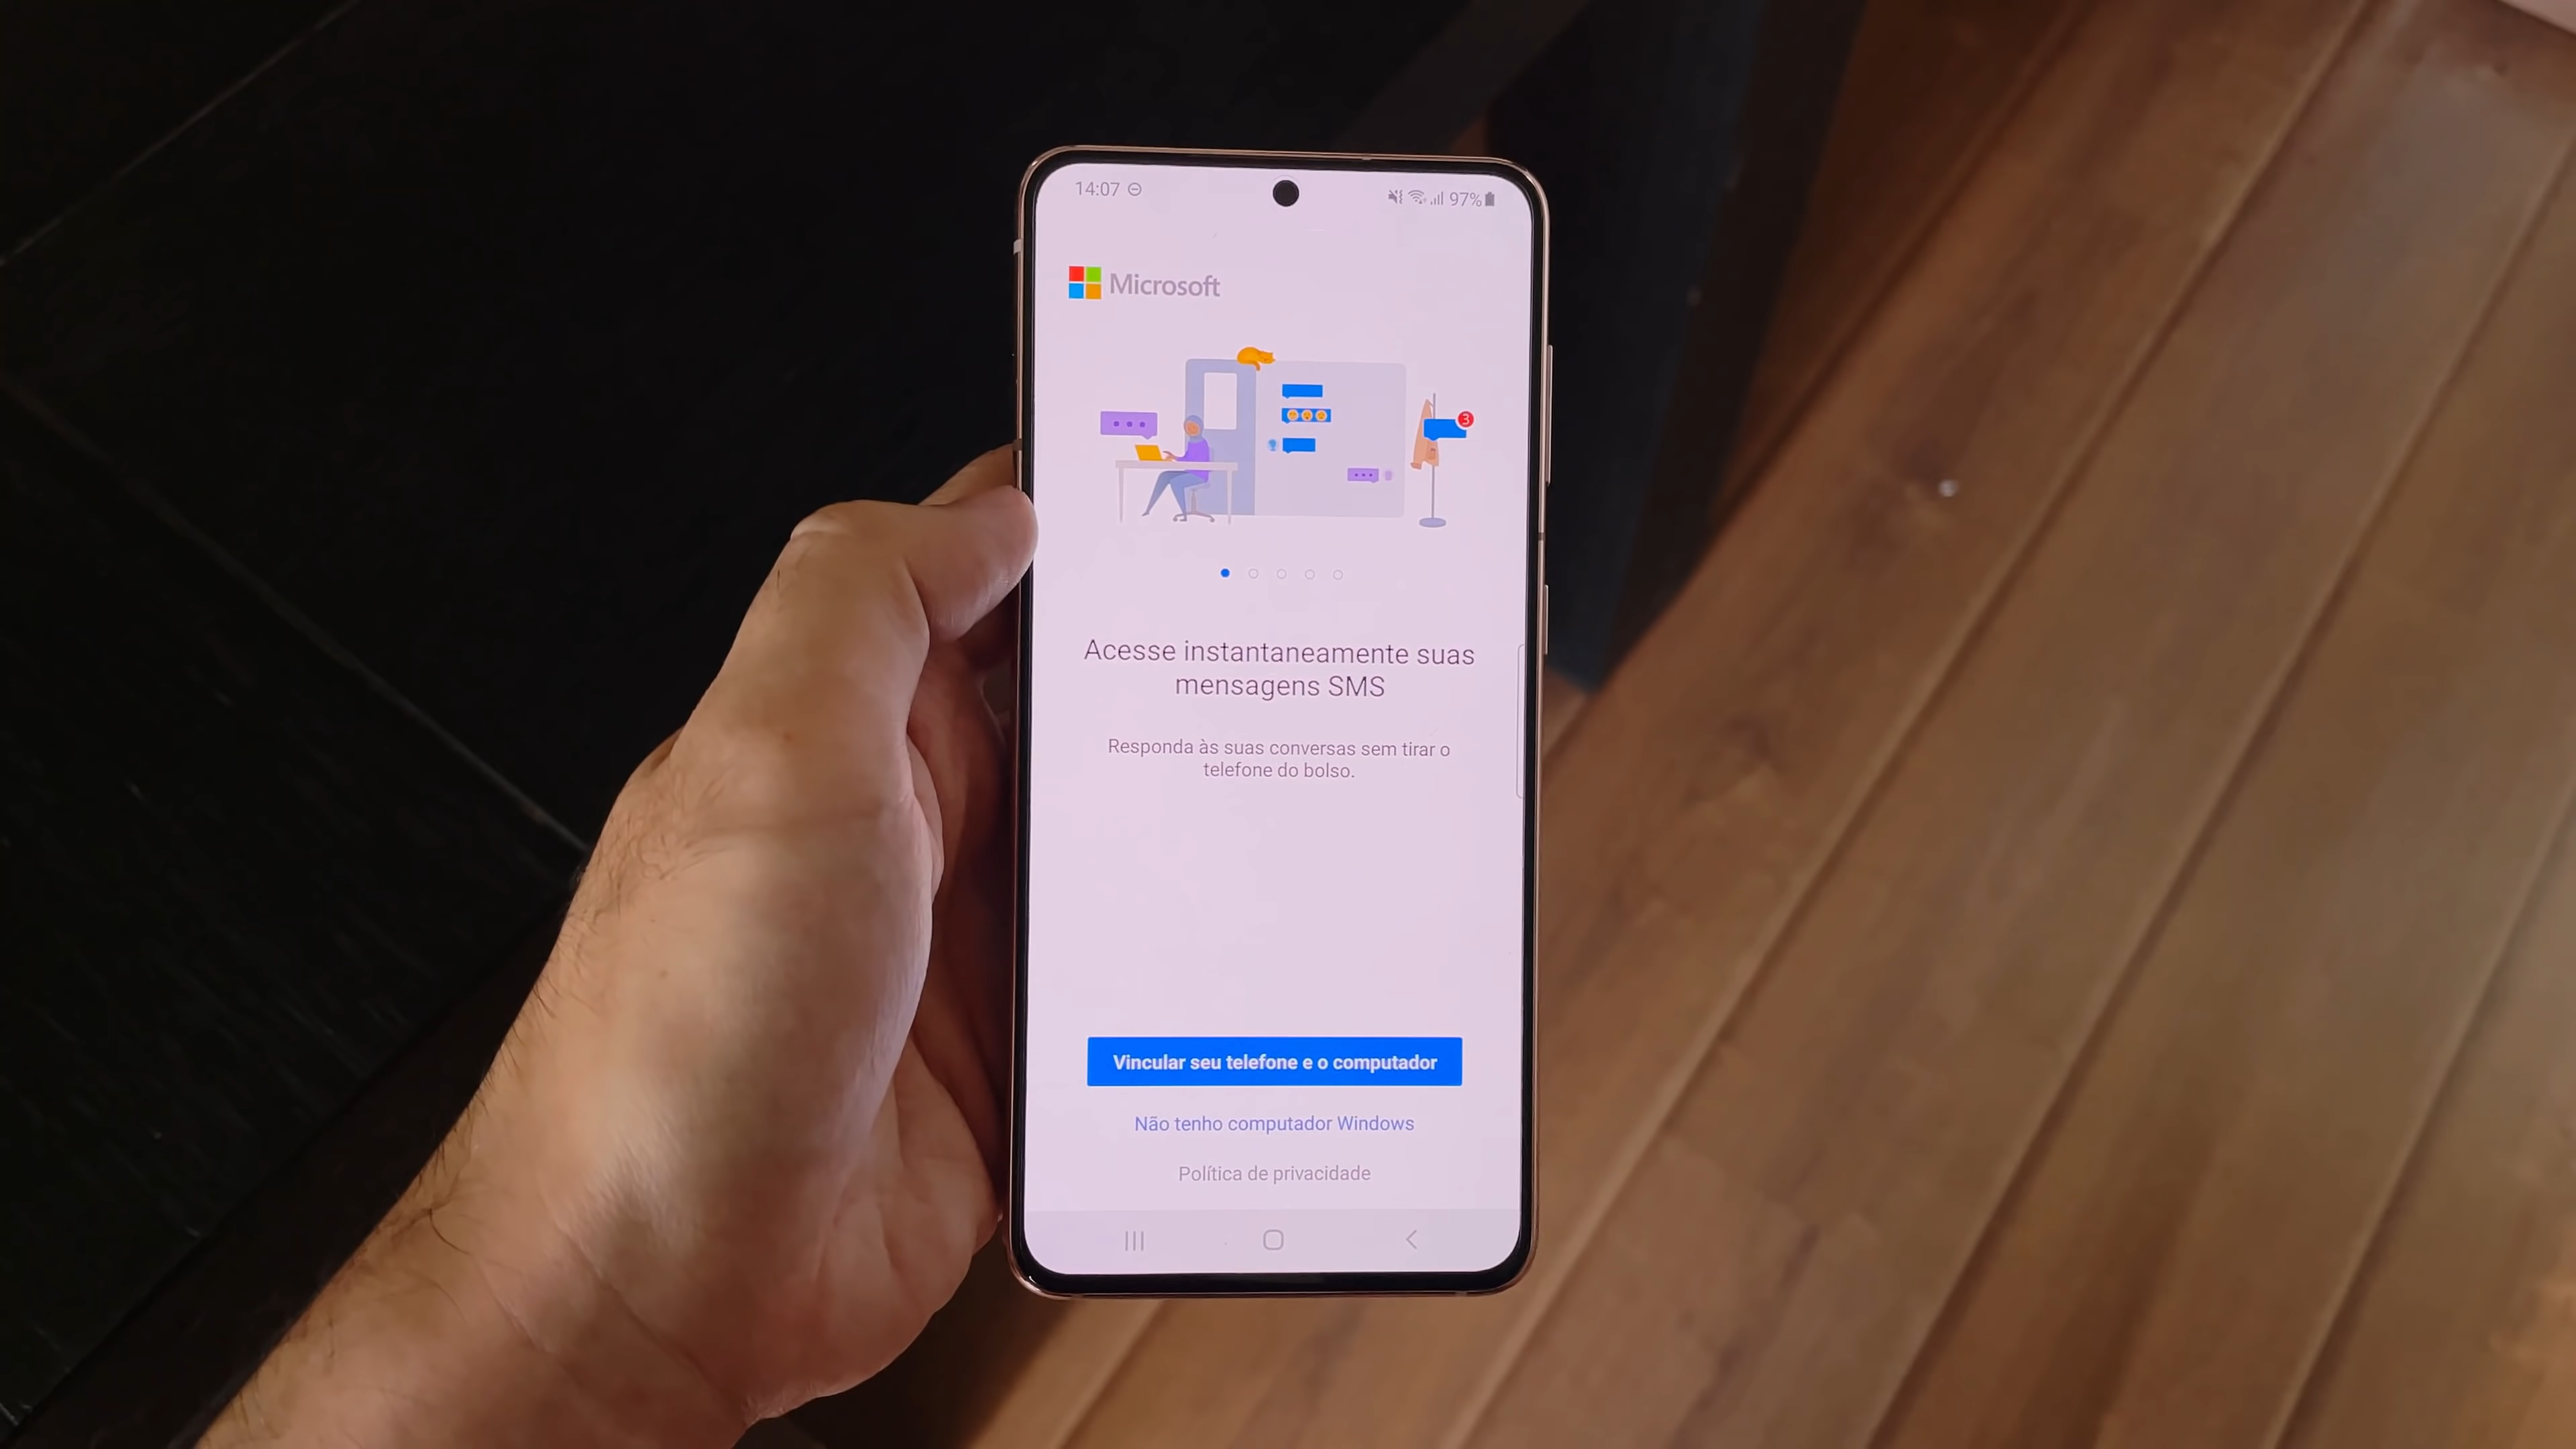 14:07
97%
Microsoft
3
Acesse instantaneamente suas
mensagens SMS
Responda às suas conversas sem tirar o
telefone do bolso.
Vincular seu telefone e o computador
Não tenho computador Windows
Política de privacidade